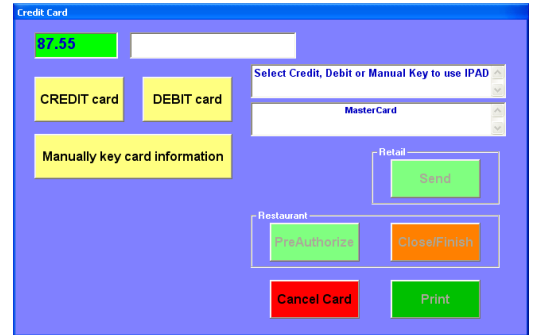 Credit Card
87.55
Select Credit, Debit or Manual Key to use IPAD
CREDIT card
DEBIT card
MasterCard
Manually key card information
Retail
Send
Restaurant
PreAuthorize
Close/Finish
Cancel Card
Print